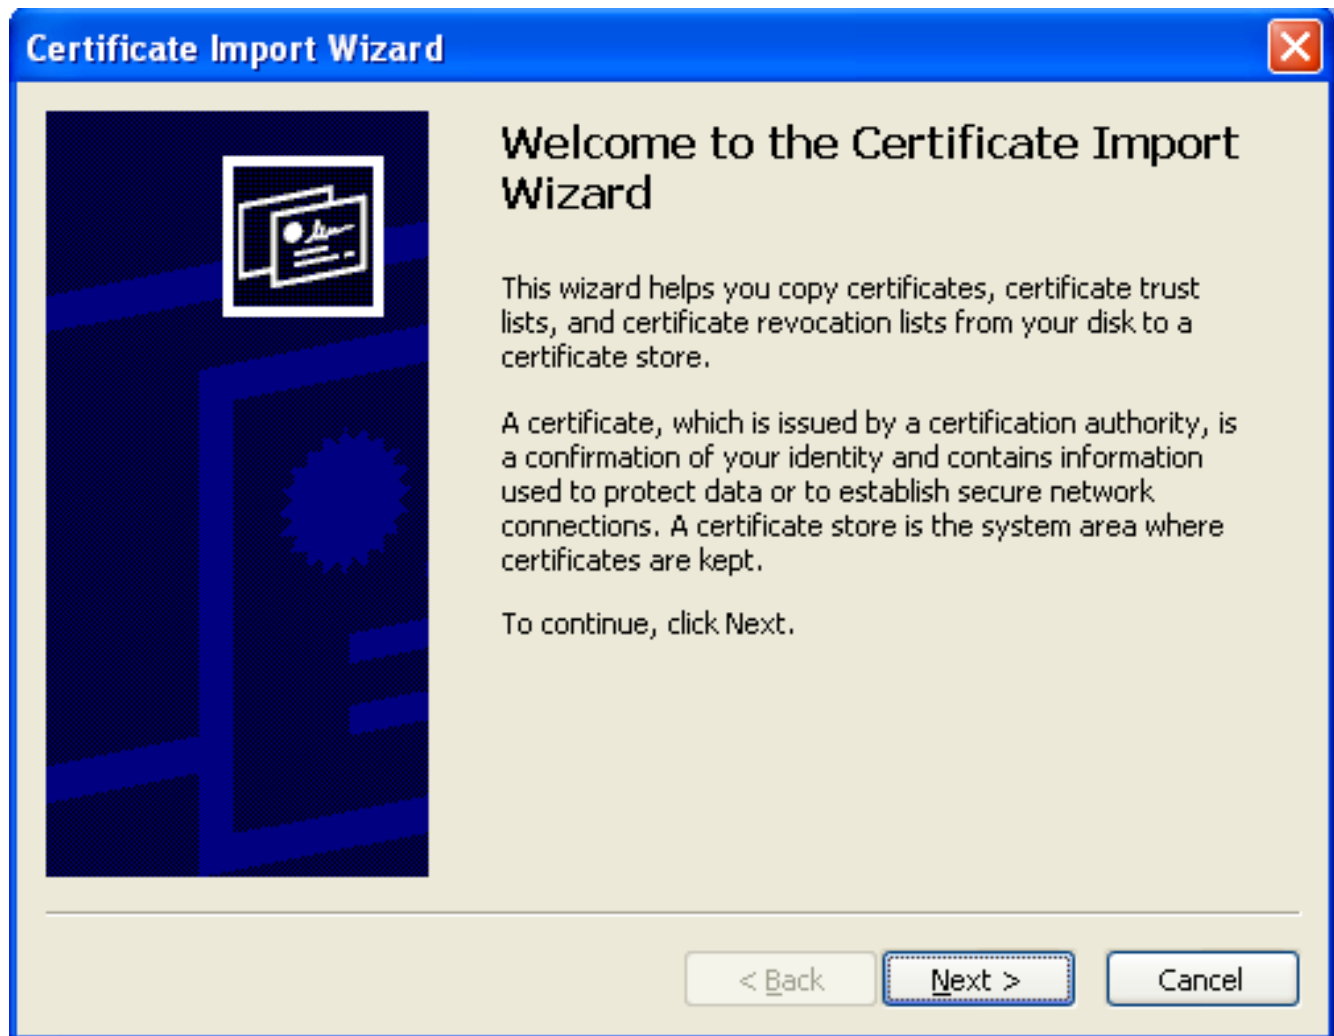 Certificate Import Wizard
Welcome to the Certificate Import
Wizard
This wizard helps you copy certificates, certificate trust
lists, and certificate revocation lists from your disk to a
certificate store.
A certificate, which is issued by a certification authority, is
a confirmation of your identity and contains information
used to protect data or to establish secure network
connections. A certificate store is the system area where
certificates are kept.
To continue, click Next.
< Back
Next >
Cancel